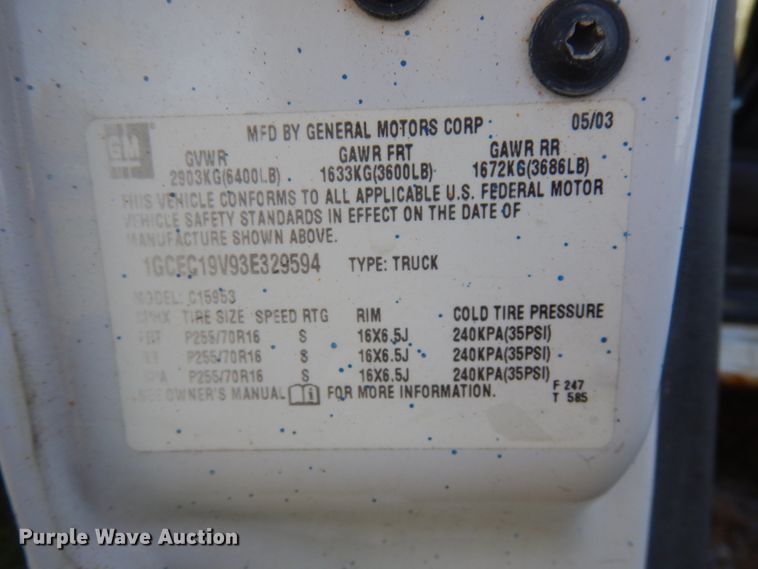 GM
MFD BY GENERAL MOTORS CORP 05/03
GVWR GAWR FRT GAWR RR
2903KG(6400LB) 1633KG(3600LB) 1672KG(3686LB)
THIS VEHICLE CONFORMS TO ALL APPLICABLE U.S. FEDERAL MOTOR
VEHICLE SAFETY STANDARDS IN EFFECT ON THE DATE OF
MANUFACTURE SHOWN ABOVE.
1GCEC19V93E329594 TYPE: TRUCK
MODEL: C15953
TIRE SIZE SPEED RTG RIM COLD TIRE PRESSURE
FRT P255/70R16 S 16X6.5J 240KPA(35PSI)
P255/70R16 S 16X6.5J 240KPA(35PSI)
SPA P255/70R16 S 16X6.5J 240KPA(35PSI)
SEE OWNER'S MANUAL FOR MORE INFORMATION.
F 247
T 585
Purple Wave Auction